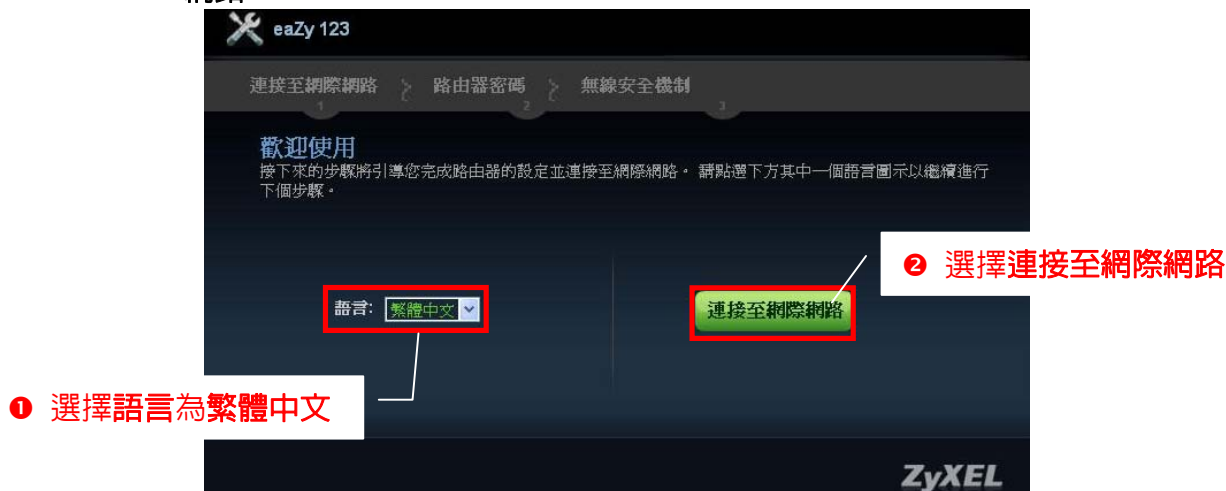 eaZy 123
連接至網際網路 > 路由器密碼 > 無線安全機制
1 2 3
歡迎使用
接下來的步驟將引導您完成路由器的設定並連接至網際網路。 請點選下方其中一個語言圖示以繼續進行
下個步驟。
❷ 選擇連接至網際網路
語言: 繁體中文
連接至網際網路
❶ 選擇語言為繁體中文
ZyXEL